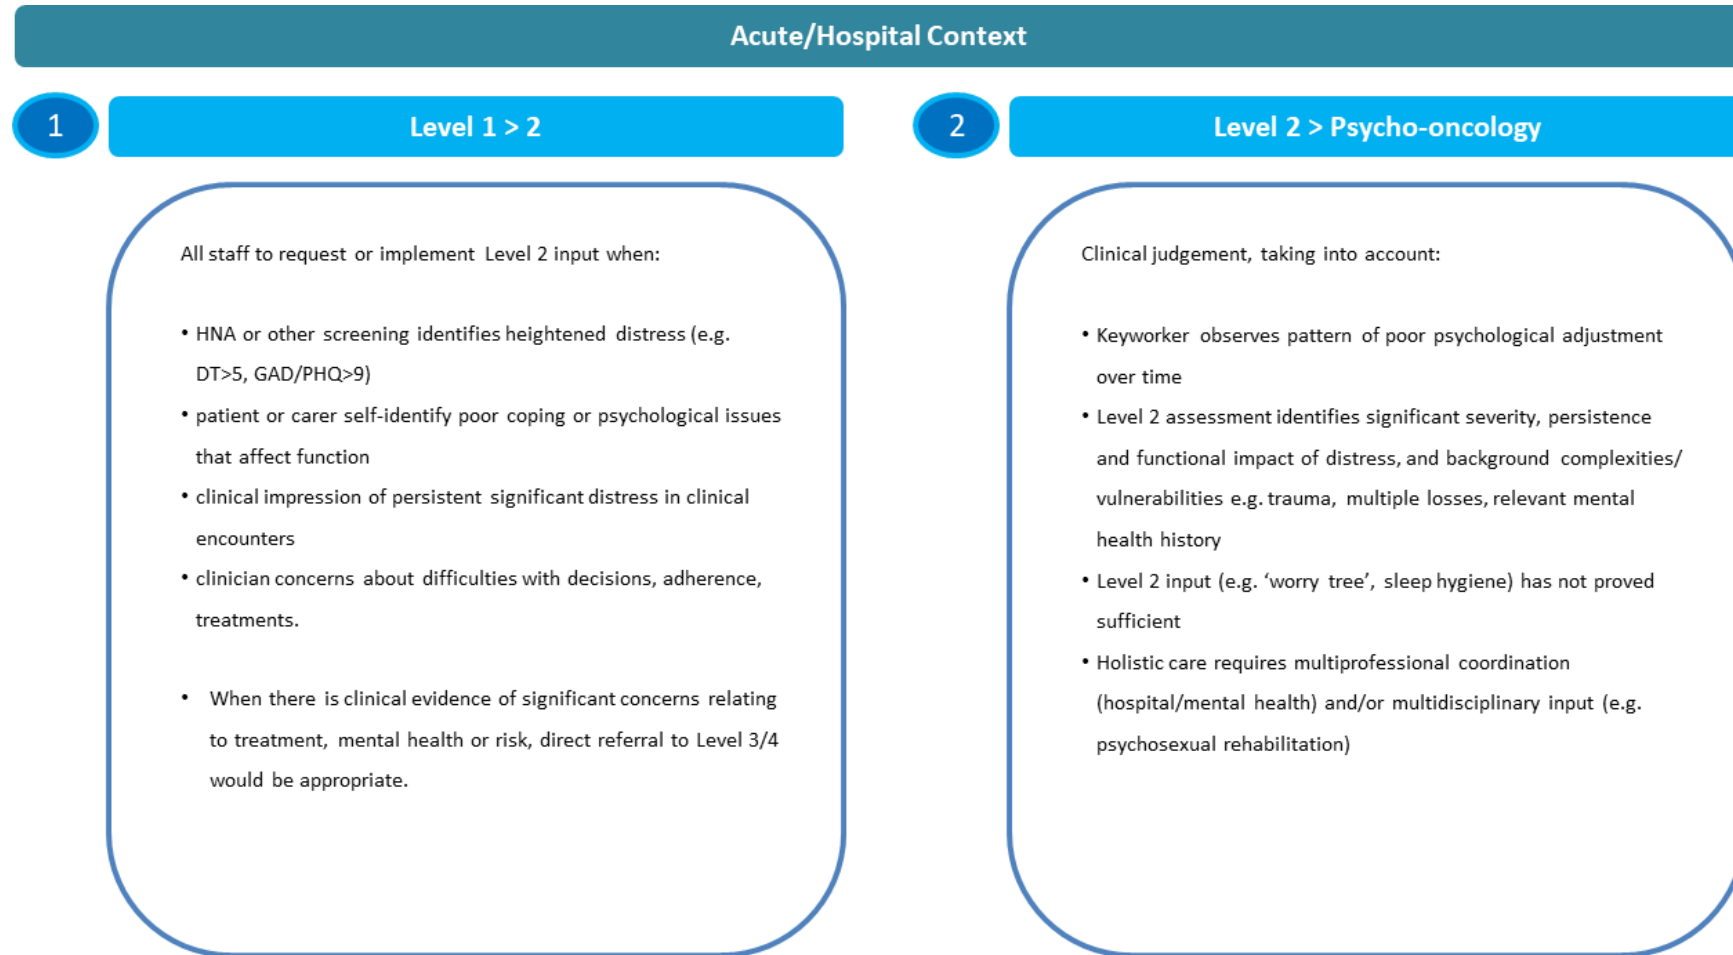 Acute/Hospital Context
1
Level 1 > 2
All staff to request or implement Level 2 input when:
• HNA or other screening identifies heightened distress (e.g.
DT>5, GAD/PHQ>9)
• patient or carer self-identify poor coping or psychological issues
that affect function
• clinical impression of persistent significant distress in clinical
encounters
• clinician concerns about difficulties with decisions, adherence,
treatments.
• When there is clinical evidence of significant concerns relating
to treatment, mental health or risk, direct referral to Level 3/4
would be appropriate.
2
Level 2 > Psycho-oncology
Clinical judgement, taking into account:
• Keyworker observes pattern of poor psychological adjustment
over time
• Level 2 assessment identifies significant severity, persistence
and functional impact of distress, and background complexities/
vulnerabilities e.g. trauma, multiple losses, relevant mental
health history
• Level 2 input (e.g. ‘worry tree’, sleep hygiene) has not proved
sufficient
• Holistic care requires multiprofessional coordination
(hospital/mental health) and/or multidisciplinary input (e.g.
psychosexual rehabilitation)